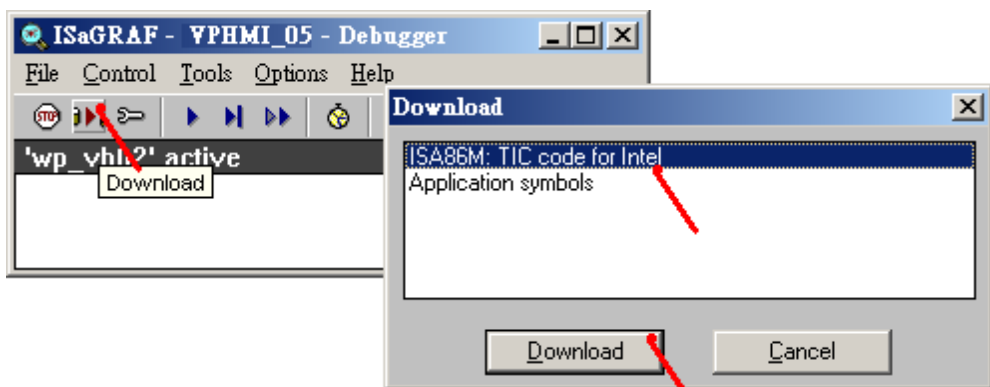 ISaGRAF - VPHMI_05 - Debugger
File Control Tools Options Help
STOP
'wp_vhh2' active
Download
Download
ISA86M: TIC code for Intel
Application symbols
Download Cancel